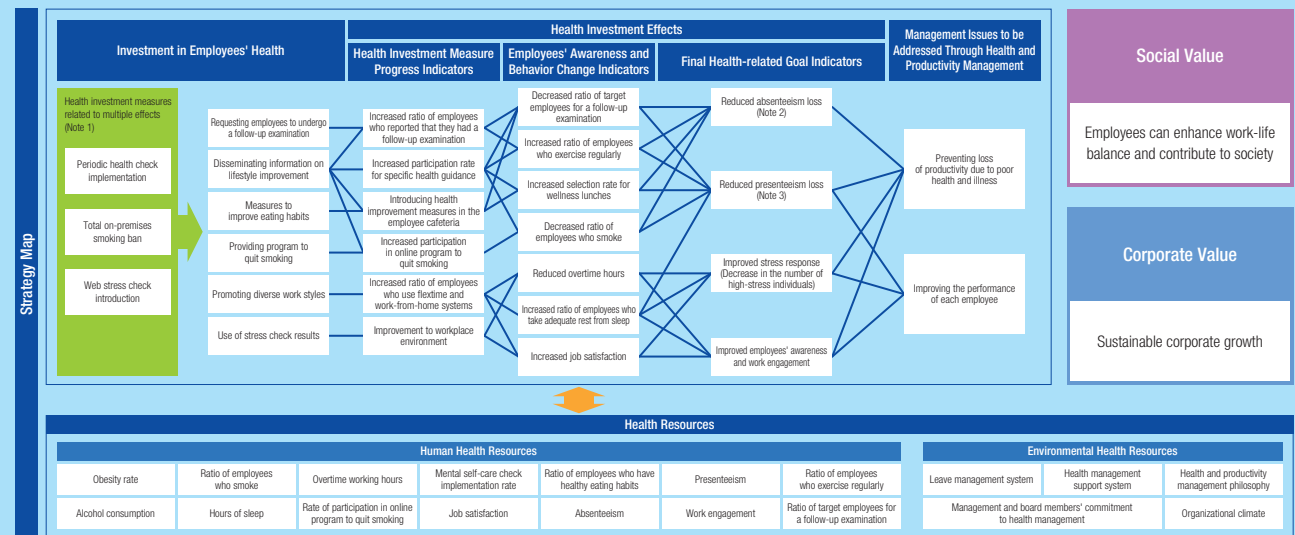 Strategy Map
Investment in Employees' Health
Health Investment Effects
Health Investment Measure
Progress Indicators
Employees' Awareness and
Behavior Change Indicators
Final Health-related Goal Indicators
Management Issues to be
Addressed Through Health and
Productivity Management
Health investment measures
related to multiple effects
(Note 1)
Periodic health check
implementation
Total on-premises
smoking ban
Web stress check
introduction
Requesting employees to undergo
a follow-up examination
Disseminating information on
lifestyle improvement
Measures to
improve eating habits
Providing program to
quit smoking
Promoting diverse work styles
Use of stress check results
Increased ratio of employees
who reported that they had a
follow-up examination
Increased participation rate
for specific health guidance
Introducing health
improvement measures in the
employee cafeteria
Increased participation
in online program to
quit smoking
Increased ratio of employees
who use flextime and
work-from-home systems
Improvement to workplace
environment
Decreased ratio of target
employees for a follow-up
examination
Increased ratio of employees
who exercise regularly
Increased selection rate for
wellness lunches
Decreased ratio of
employees who smoke
Reduced overtime hours
Increased ratio of employees who
take adequate rest from sleep
Increased job satisfaction
Reduced absenteeism loss
(Note 2)
Reduced presenteeism loss
(Note 3)
Improved stress response
(Decrease in the number of
high-stress individuals)
Improved employees' awareness
and work engagement
Preventing loss
of productivity due to poor
health and illness
Improving the performance
of each employee
Social Value
Employees can enhance work-life
balance and contribute to society
Corporate Value
Sustainable corporate growth
Health Resources
Human Health Resources
Obesity rate
Ratio of employees
who smoke
Overtime working hours
Mental self-care check
implementation rate
Ratio of employees who have
healthy eating habits
Presenteeism
Ratio of employees
who exercise regularly
Alcohol consumption
Hours of sleep
Rate of participation in online
program to quit smoking
Job satisfaction
Absenteeism
Work engagement
Ratio of target employees for
a follow-up examination
Environmental Health Resources
Leave management system
Health management
support system
Health and productivity
management philosophy
Management and board members' commitment
to health management
Organizational climate